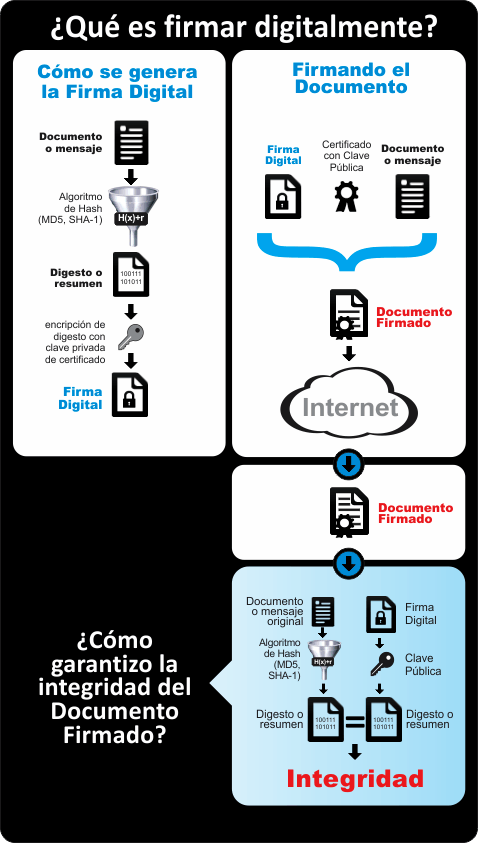 ¿Qué es firmar digitalmente?
Cómo se genera
la Firma Digital
Documento
o mensaje
Algoritmo
de Hash
(MD5, SHA-1)
H(x)+r
Digesto o
resumen
100111
101011
encripción de
digesto con
clave privada
de certificado
Firma
Digital
Firmando el
Documento
Firma
Digital
Certificado
con Clave
Pública
Documento
o mensaje
Documento
Firmado
Internet
Documento
Firmado
¿Cómo
garantizo la
integridad del
Documento
Firmado?
Documento
o mensaje
original
Algoritmo
de Hash
(MD5,
SHA-1)
H(x)+r
Digesto o
resumen
100111
101011
=
Firma
Digital
Clave
Pública
100111
101011
Digesto o
resumen
Integridad